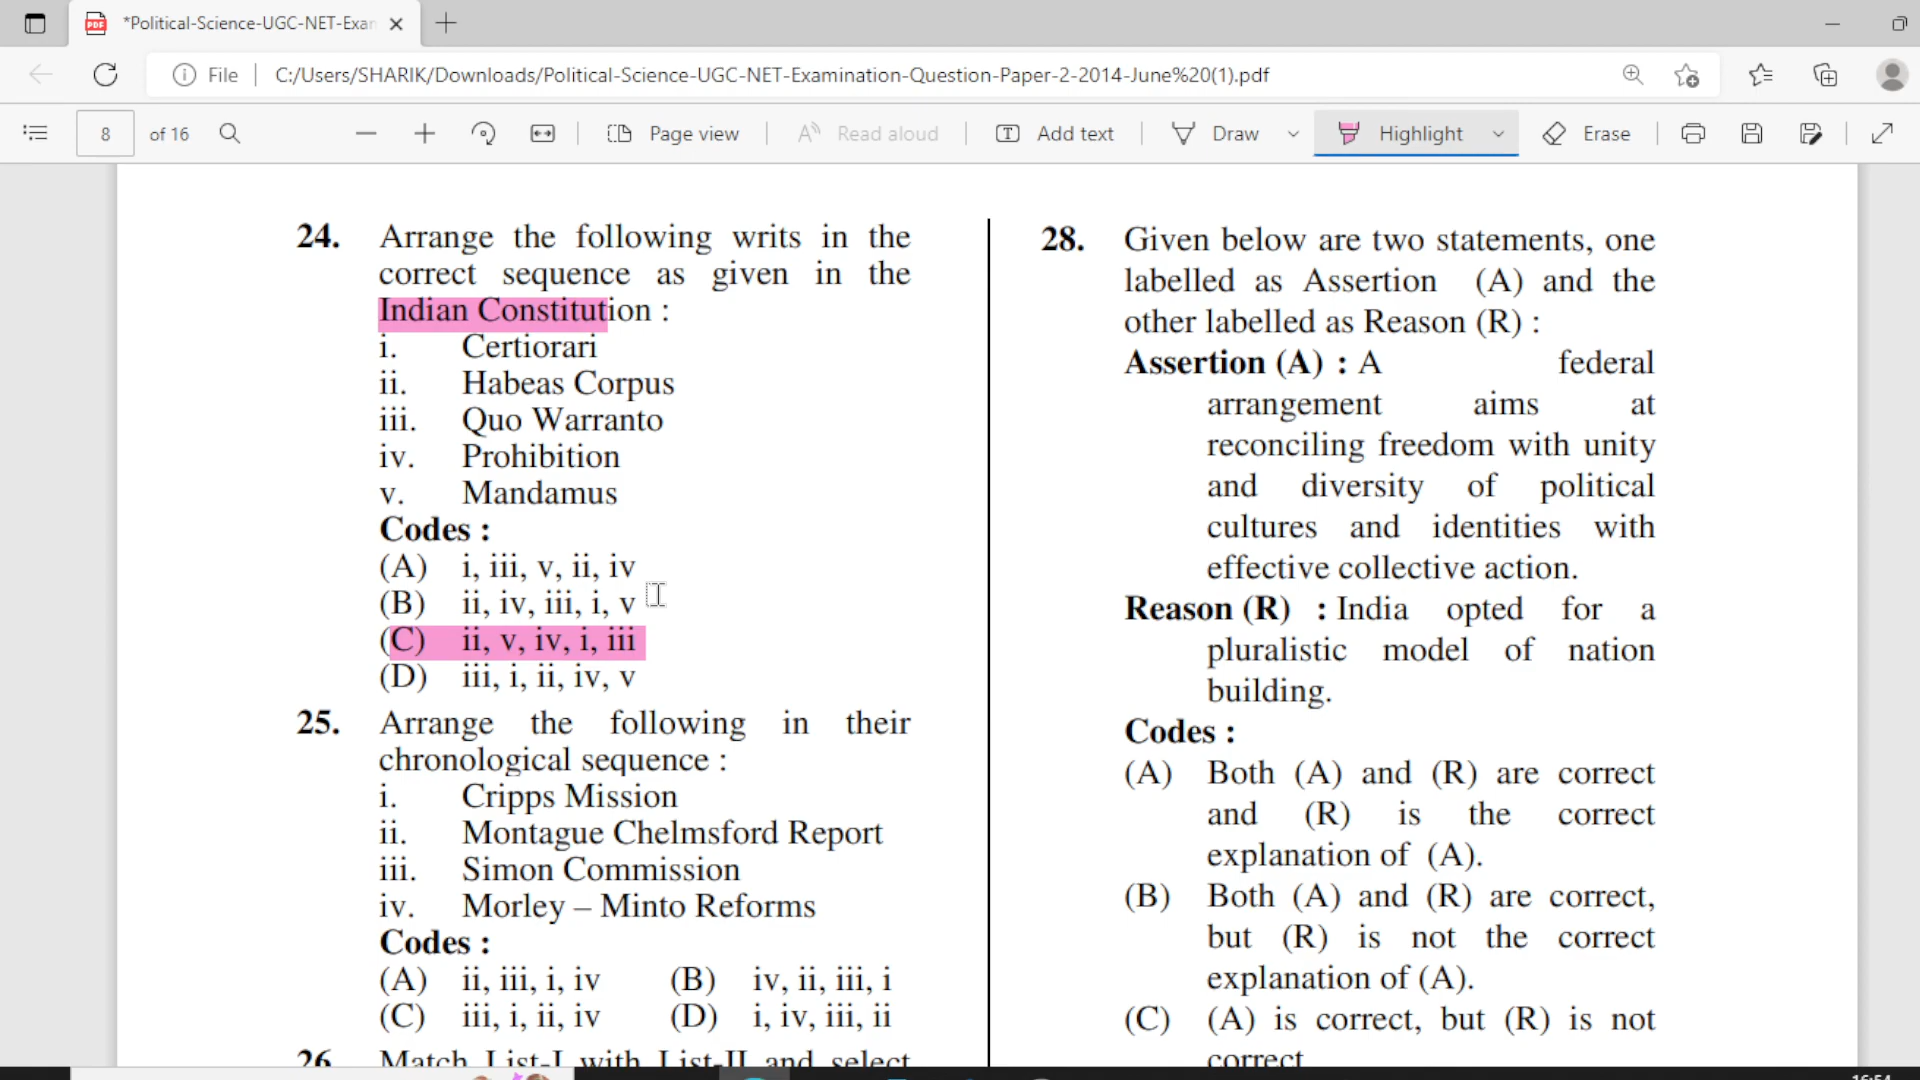 *Political-Science-UGC-NET-Exan
File
C:/Users/SHARIK/Downloads/Political-Science-UGC-NET-Examination-Question-Paper-2-2014-June%20(1).pdf
8 of 16
Page view
Read aloud
Add text
Draw
Highlight
Erase
24. Arrange the following writs in the
correct sequence as given in the
Indian Constitution :
i. Certiorari
ii. Habeas Corpus
iii. Quo Warranto
iv. Prohibition
v. Mandamus
Codes :
(A) i, iii, v, ii, iv
(B) ii, iv, iii, i, v
(C) ii, v, iv, i, iii
(D) iii, i, ii, iv, v
25. Arrange the following in their
chronological sequence :
i. Cripps Mission
ii. Montague Chelmsford Report
iii. Simon Commission
iv. Morley – Minto Reforms
Codes :
(A) ii, iii, i, iv (B) iv, ii, iii, i
(C) iii, i, ii, iv (D) i, iv, iii, ii
26 Match List-I with List-II and select
28. Given below are two statements, one
labelled as Assertion (A) and the
other labelled as Reason (R) :
Assertion (A) : A federal
arrangement aims at
reconciling freedom with unity
and diversity of political
cultures and identities with
effective collective action.
Reason (R) : India opted for a
pluralistic model of nation
building.
Codes :
(A) Both (A) and (R) are correct
and (R) is the correct
explanation of (A).
(B) Both (A) and (R) are correct,
but (R) is not the correct
explanation of (A).
(C) (A) is correct, but (R) is not
correct